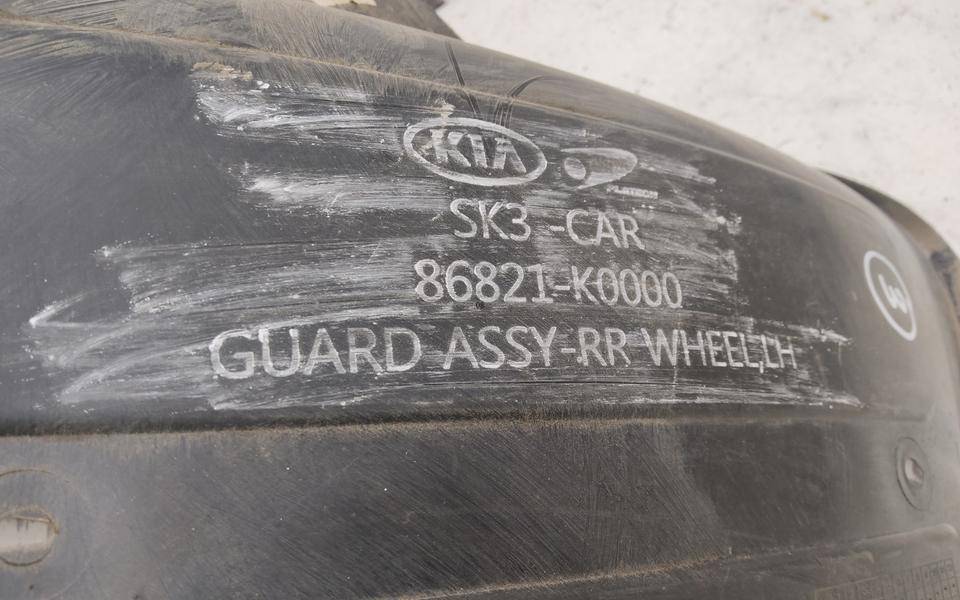 KIA
SK3 -CAR
86821-K0000
GUARD ASSY-RR WHEEL,LH